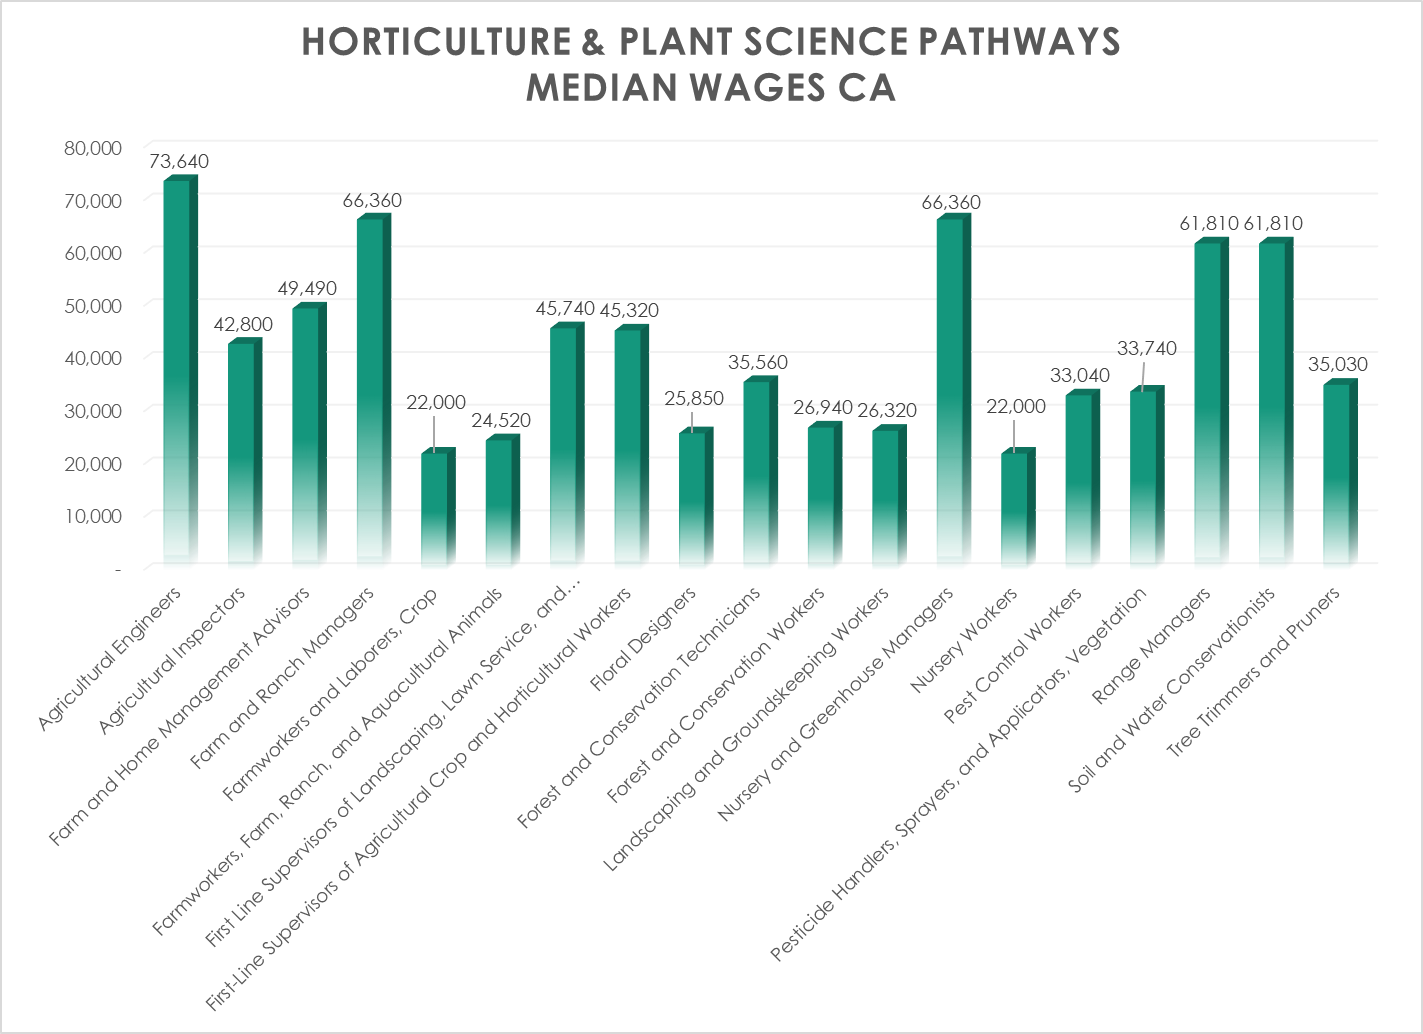 HORTICULTURE & PLANT SCIENCE PATHWAYS
MEDIAN WAGES CA
80,000
70,000
60,000
50,000
40,000
30,000
20,000
10,000
-
73,640
42,800
49,490
66,360
22,000
24,520
45,740
45,320
25,850
35,560
26,940
26,320
66,360
22,000
33,040
33,740
61,810
61,810
35,030
Agricultural Engineers
Agricultural Inspectors
Farm and Home Management Advisors
Farm and Ranch Managers
Farmworkers and Laborers, Crop
Farmworkers, Farm, Ranch, and Aquacultural Animals
First Line Supervisors of Landscaping, Lawn Service, and...
First-Line Supervisors of Agricultural Crop and Horticultural Workers
Floral Designers
Forest and Conservation Technicians
Forest and Conservation Workers
Landscaping and Groundskeeping Workers
Nursery and Greenhouse Managers
Nursery Workers
Pest Control Workers
Pesticide Handlers, Sprayers, and Applicators, Vegetation
Range Managers
Soil and Water Conservationists
Tree Trimmers and Pruners